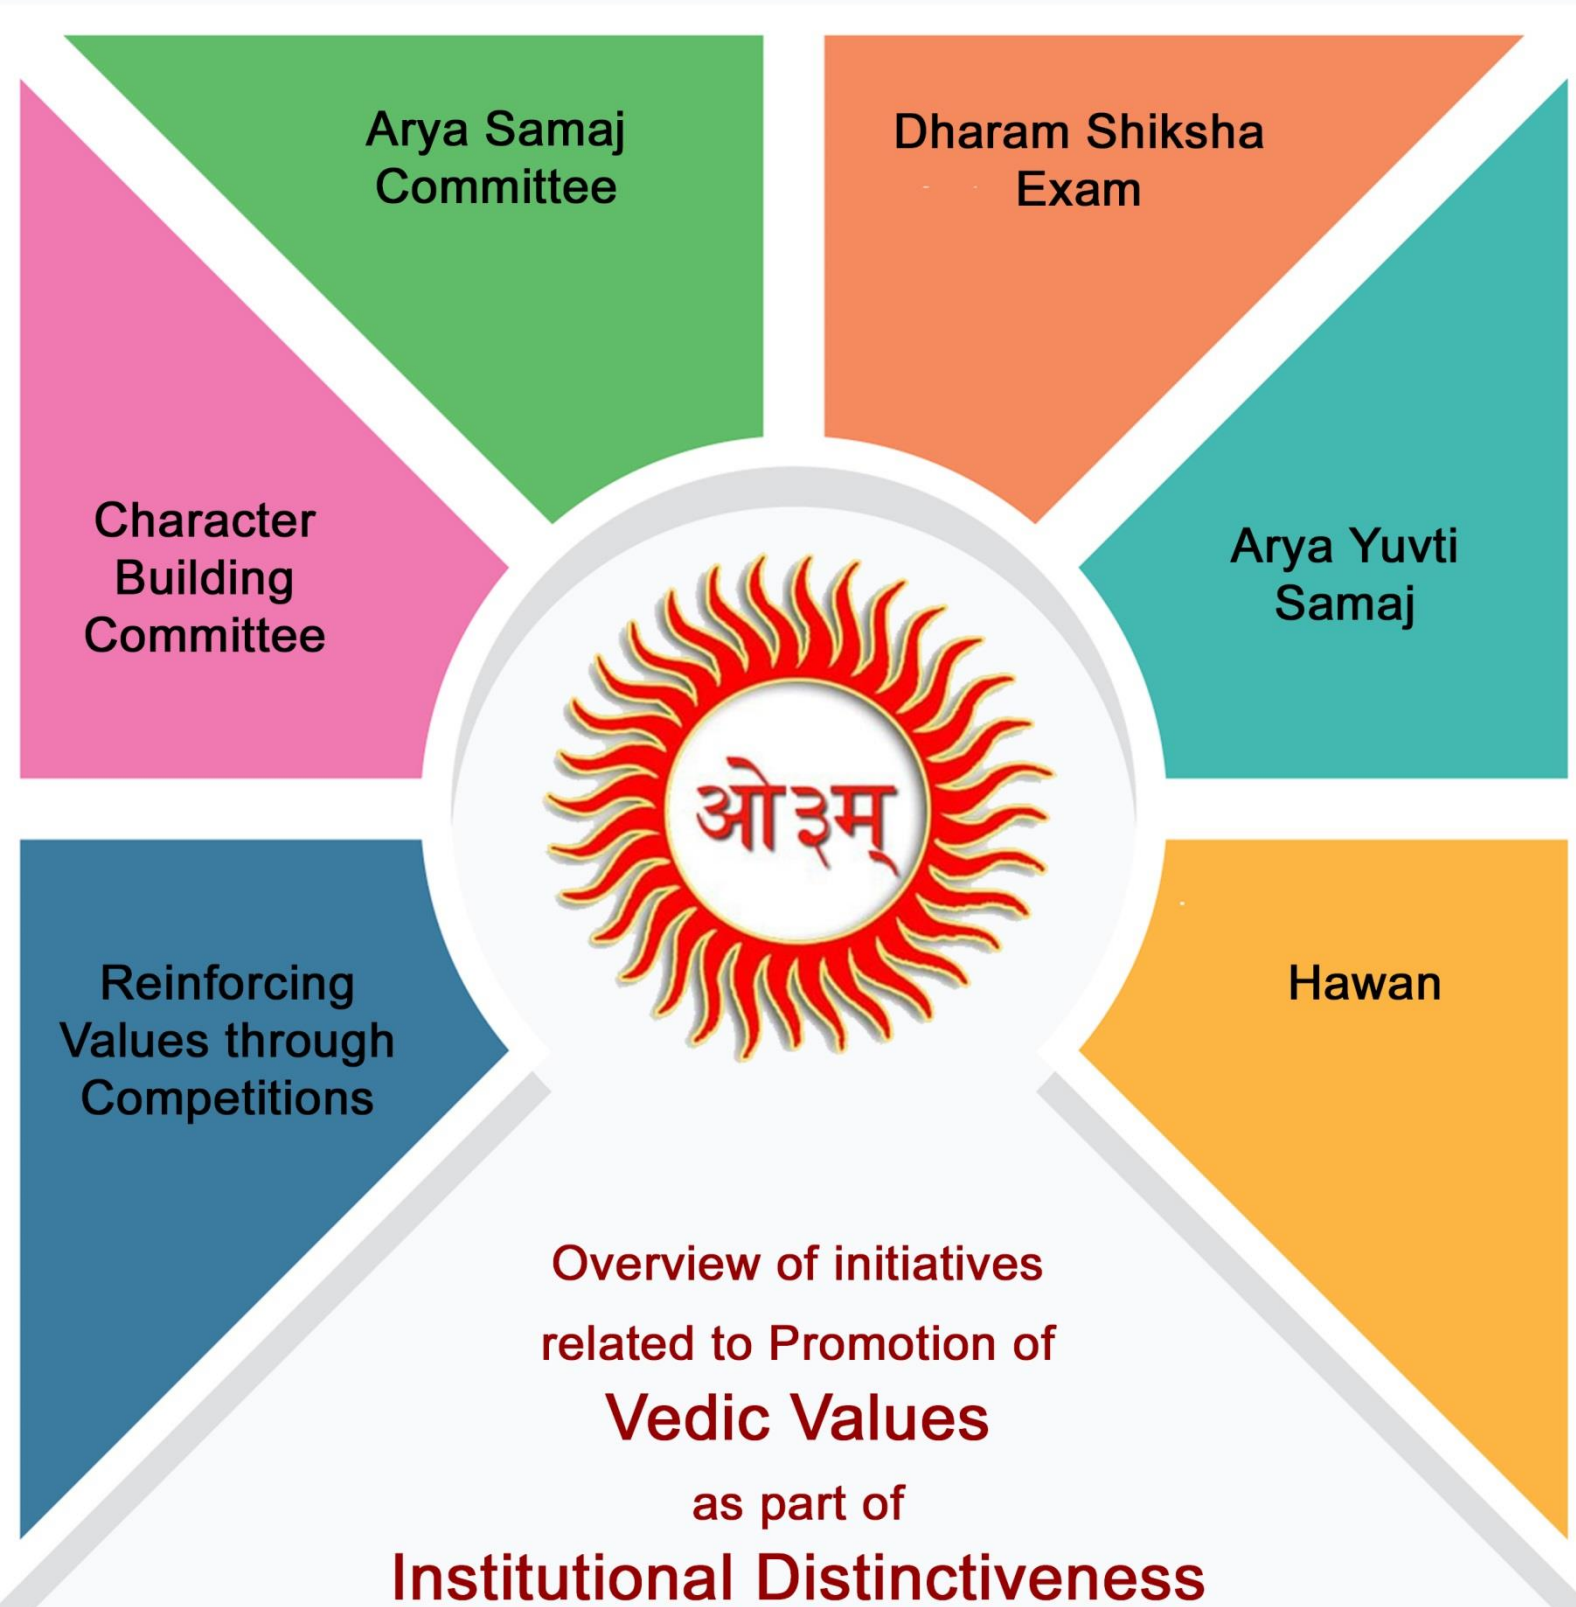 Arya Samaj
Committee
Dharam Shiksha
Exam
Character
Building
Committee
Arya Yuvti
Samaj
ओ३म्
Reinforcing
Values through
Competitions
Hawan
Overview of initiatives
related to Promotion of
Vedic Values
as part of
Institutional Distinctiveness